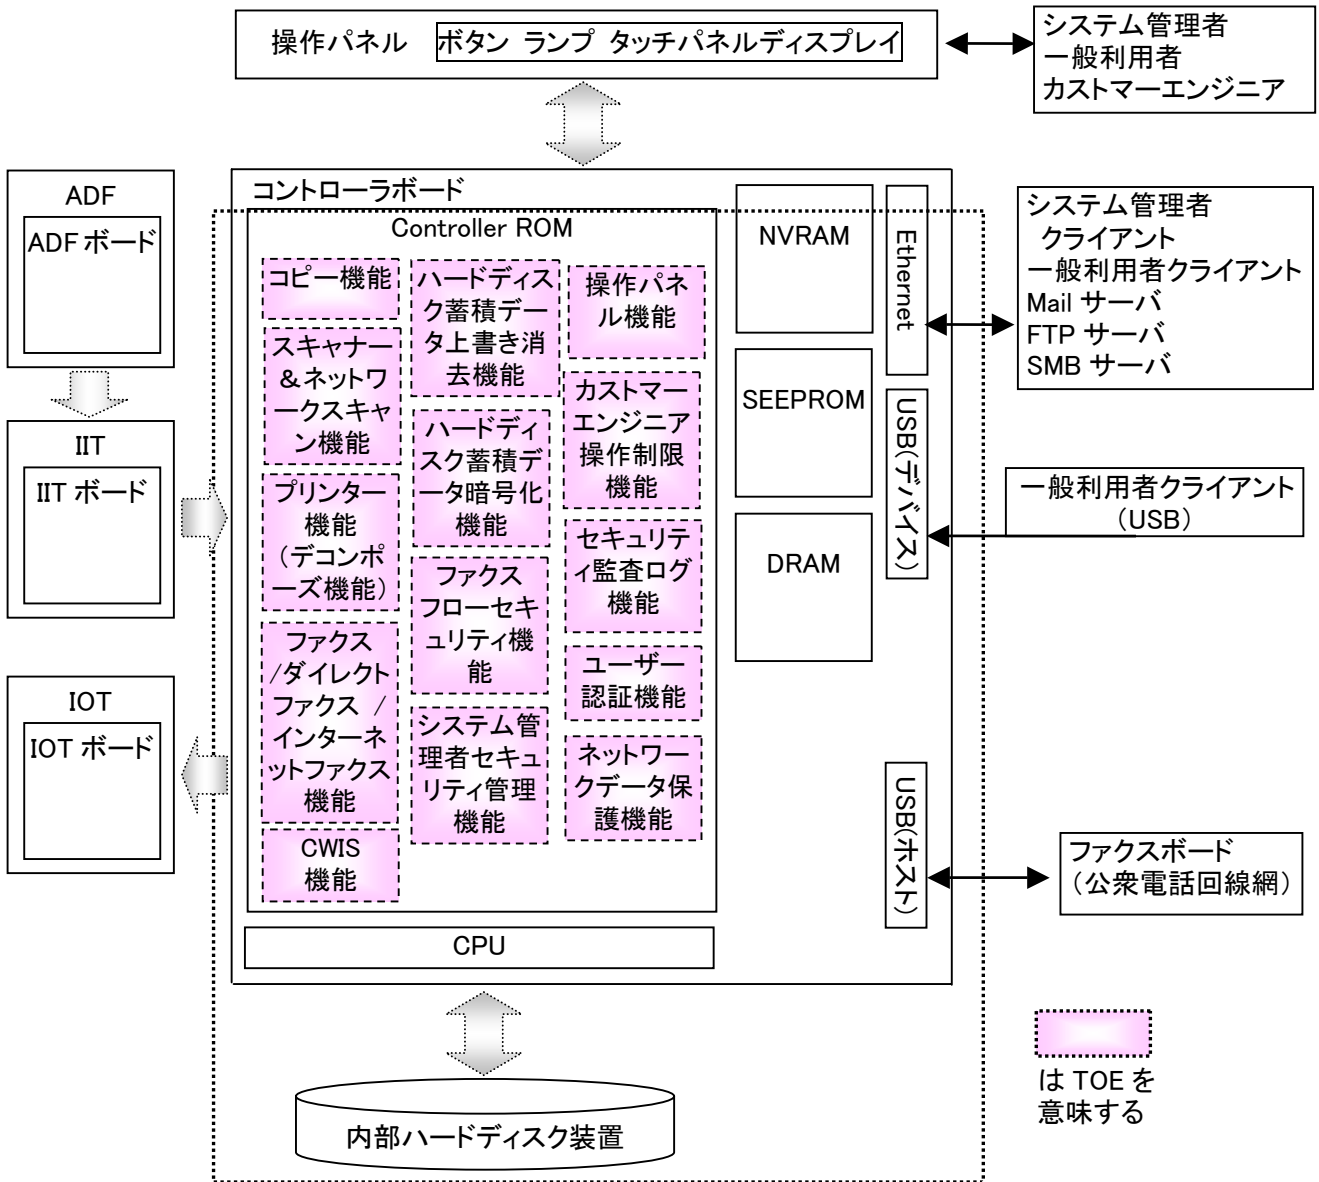 操作パネル ボタン ランプ タッチパネルディスプレイ
システム管理者
一般利用者
カストマーエンジニア
ADF
ADF ボード
IIT
IIT ボード
IOT
IOT ボード
コントローラボード
Controller ROM
コピー機能
スキャナー
&ネットワ
ークスキャ
ン機能
プリンター
機能
(デコンポ
ーズ機能)
ファクス
/ダイレクト
ファクス /
インターネ
ットファクス
機能
CWIS
機能
ハードディス
ク蓄積デー
タ上書き消
去機能
ハードディ
スク蓄積デ
ータ暗号化
機能
ファクス
フローセキ
ュリティ機
能
システム管
理者セキュ
リティ管理
機能
操作パネ
ル機能
カストマー
エンジニア
操作制限
機能
セキュリテ
ィ監査ログ
機能
ユーザー
認証機能
ネットワー
クデータ保
護機能
NVRAM
SEEPROM
DRAM
Ethernet
USB(デバイス)
USB(ホスト)
CPU
システム管理者
クライアント
一般利用者クライアント
Mail サーバ
FTP サーバ
SMB サーバ
一般利用者クライアント
(USB)
ファクスボード
(公衆電話回線網)
内部ハードディスク装置
は TOE を
意味する